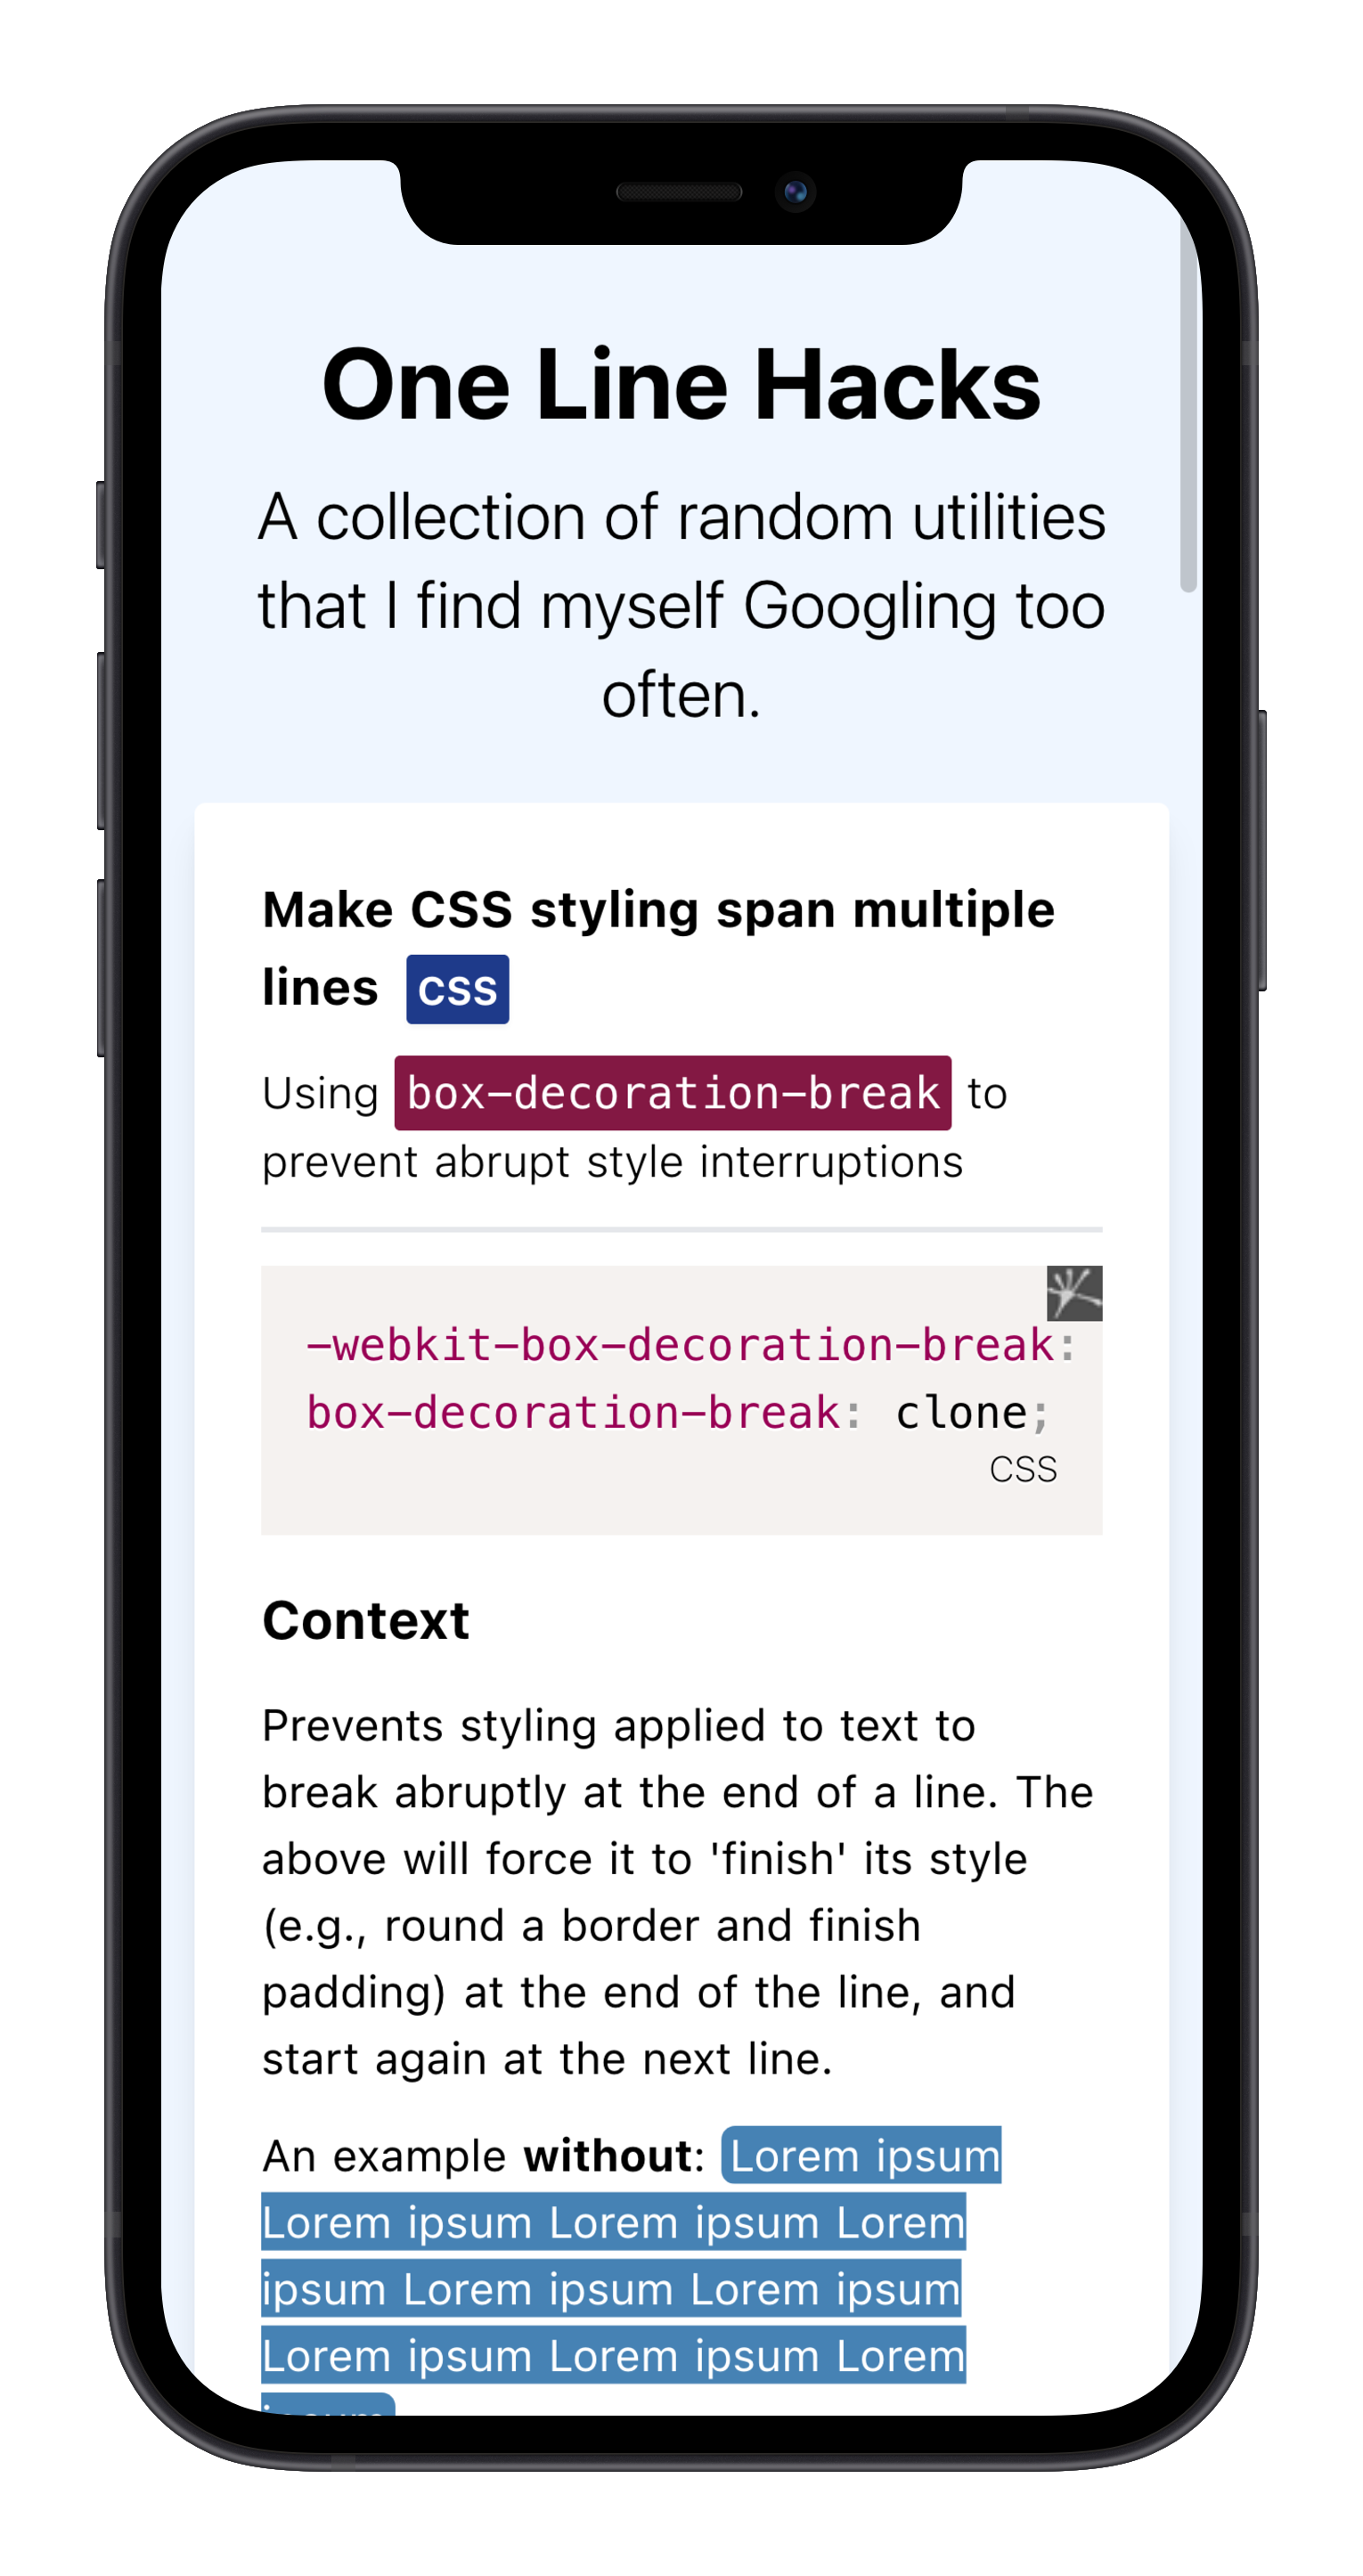 One Line Hacks
A collection of random utilities
that I find myself Googling too
often.
Make CSS styling span multiple
lines css
Using box-decoration-break to
prevent abrupt style interruptions
-webkit-box-decoration-break:
box-decoration-break: clone;
CSS
Context
Prevents styling applied to text to
break abruptly at the end of a line. The
above will force it to 'finish' its style
(e.g., round a border and finish
padding) at the end of the line, and
start again at the next line.
An example without: Lorem ipsum
Lorem ipsum Lorem ipsum Lorem
ipsum Lorem ipsum Lorem ipsum
Lorem ipsum Lorem ipsum Lorem